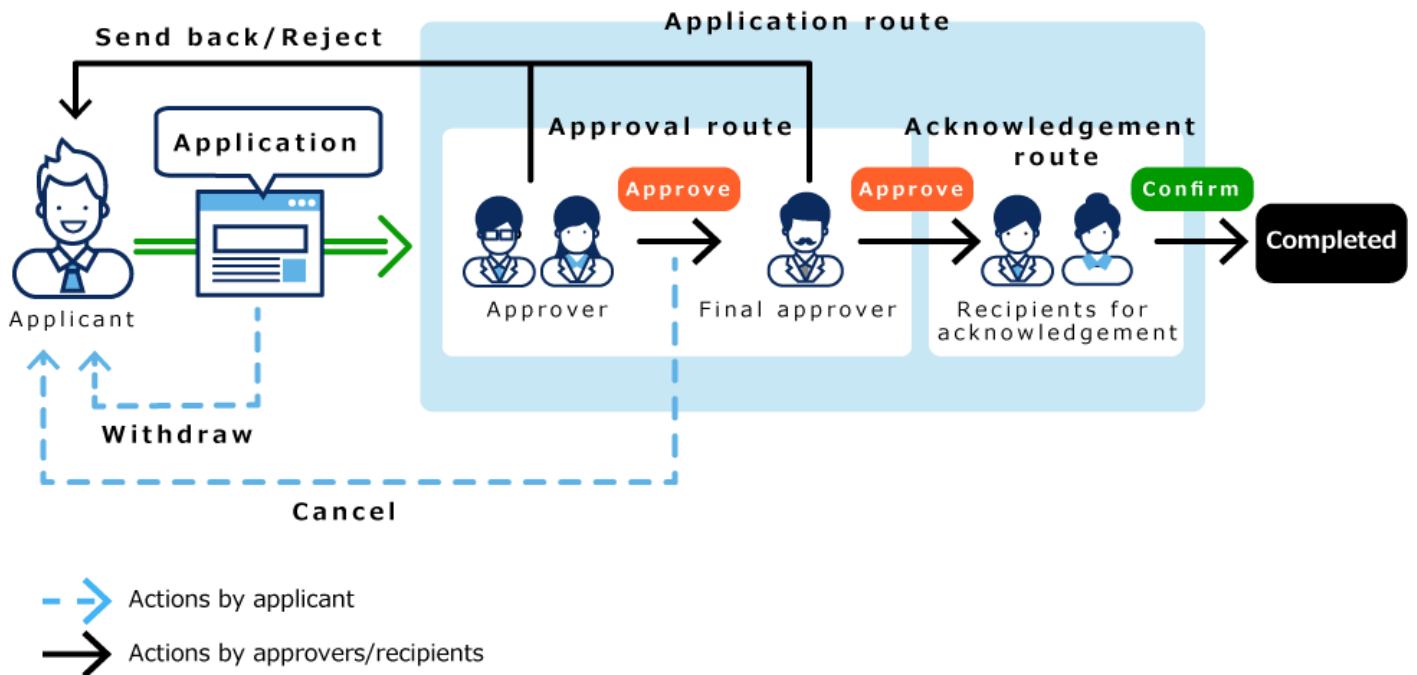 Application route
Send back/Reject
Application
Approval route
Acknowledgement
route
Approve
Approve
Confirm
Completed
Applicant
Approver
Final approver
Recipients for
acknowledgement
Withdraw
Cancel
Actions by applicant
Actions by approvers/recipients